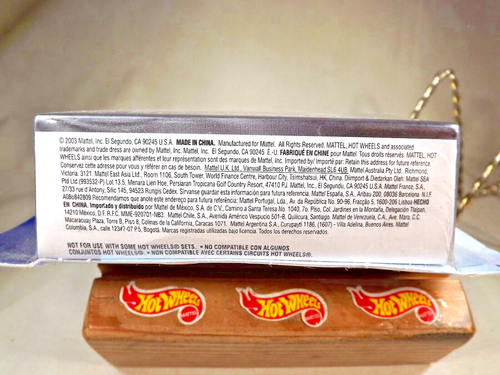 © 2003 Mattel, Inc. El Segundo, CA 90245 U.S.A. MADE IN CHINA. Manufactured for Mattel. All Rights Reserved. MATTEL, HOT WHEELS and associated
trademarks and trade dress are owned by Mattel, Inc. Mattel, Inc. El Segundo, CA 90245 É.-U. FABRIQUÉ EN CHINE pour Mattel. Tous droits réservés. MATTEL, HOT
WHEELS ainsi que les marques afférentes et leur représentation sont des marques de Mattel, Inc. Imported by/ Importé par: Retain this address for future reference.
Conservez cette adresse pour vous y référer en cas de besoin. Mattel U.K. Ltd., Vanwall Business Park, Maidenhead SL6 4UB. Mattel Australia Pty Ltd., Richmond,
Victoria. 3121. Mattel East Asia Ltd., Room 1106, South Tower, World Finance Centre, Harbour City, Tsimshatsui, HK, China. Diimport & Diedarkan Oleh: Mattel SEA
Ptd Ltd.(993532-P) Lot 13.5, Menara Lien Hoe, Persiaran Tropicana Golf Country Resort, 47410 PJ. Mattel, Inc., El Segundo, CA 90245 U.S.A. Mattel France, S.A.,
27/33 rue d'Antony, Silic 145, 94523 Rungis Cedex. Sírvanse guardar esta información para futura referencia. Mattel España, S.A., Aribau 200. 08036 Barcelona. N.I.F.
A08-842809 Recomendamos que anote este endereço para futura referência: Mattel Portugal, Lda., Av. da República No. 90-96, Fracção 5, 1600-206 Lisboa HECHO
EN CHINA. Importado y distribuido por Mattel de México, S.A. de C.V., Camino a Santa Teresa No. 1040, 7o. Piso, Col. Jardines en la Montaña, Delegación Tlalpan,
14210 México, D.F. R.F.C. MME-920701-NB3. Mattel Chile, S.A., Avenida Américo Vespucio 501-B, Quilicura, Santiago. Mattel de Venezuela, C.A., Ave. Mara, C.C.
Macaracuay Plaza, Torre B, Piso 8, Colinas de la California, Caracas 1071. Mattel Argentina S.A., Curupaytí 1186, (1607) - Villa Adelina, Buenos Aires. Mattel
Colombia, S.A., calle 123#7-07 P5, Bogotá. Marcas registradas utilizadas bajo licencia. Todos los derechos reservados.
NOT FOR USE WITH SOME HOT WHEELS® SETS. • NO COMPATIBLE CON ALGUNOS
CONJUNTOS HOT WHEELS®. • NON COMPATIBLE AVEC CERTAINS CIRCUITS HOT WHEELS®.
Hot Wheels MATTEL Hot Wheels MATTEL Hot Wheels MATTEL